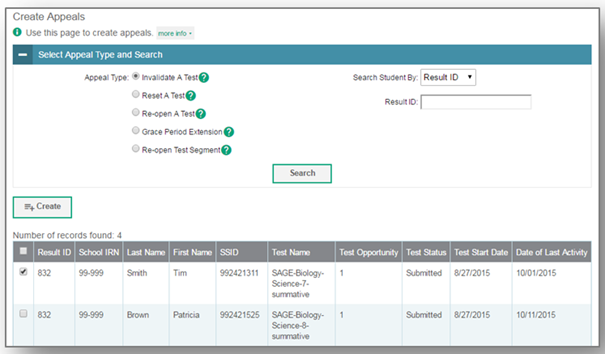 Create Appeals
Use this page to create appeals. more info +
Select Appeal Type and Search
Appeal Type: Invalidate A Test ?
Reset A Test ?
Re-open A Test ?
Grace Period Extension ?
Re-open Test Segment ?
Search Student By: Result ID
Result ID:
Search
Create
Number of records found: 4
Result ID School IRN Last Name First Name SSID Test Name Test Opportunity Test Status Test Start Date Date of Last Activity
832 99-999 Smith Tim 992421311 SAGE-Biology- 1 Submitted 8/27/2015 10/01/2015
Science-7-
summative
832 99-999 Brown Patricia 992421525 SAGE-Biology- 1 Submitted 8/27/2015 10/11/2015
Science-8-
summative